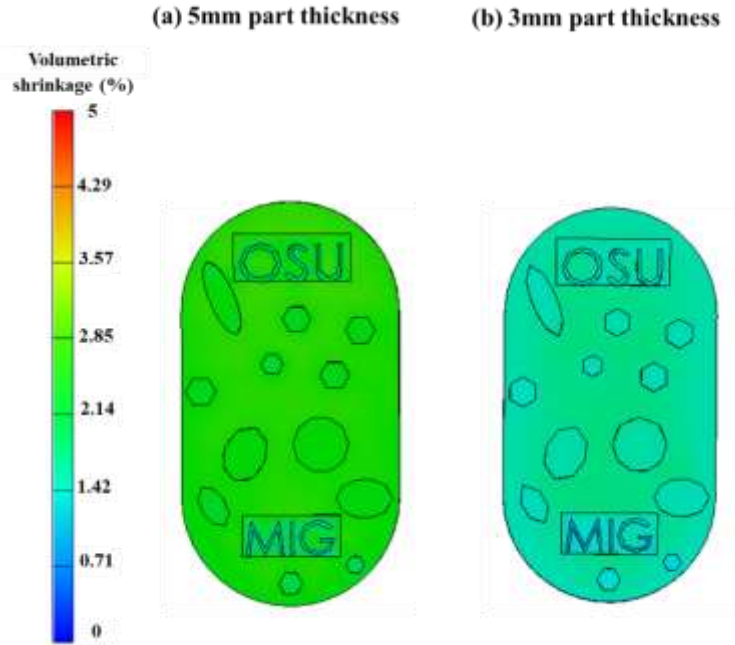 (a) 5mm part thickness
(b) 3mm part thickness
Volumetric
shrinkage (%)
5
4.29
3.57
2.85
2.14
1.42
0.71
0
OSU
MIG
OSU
MIG